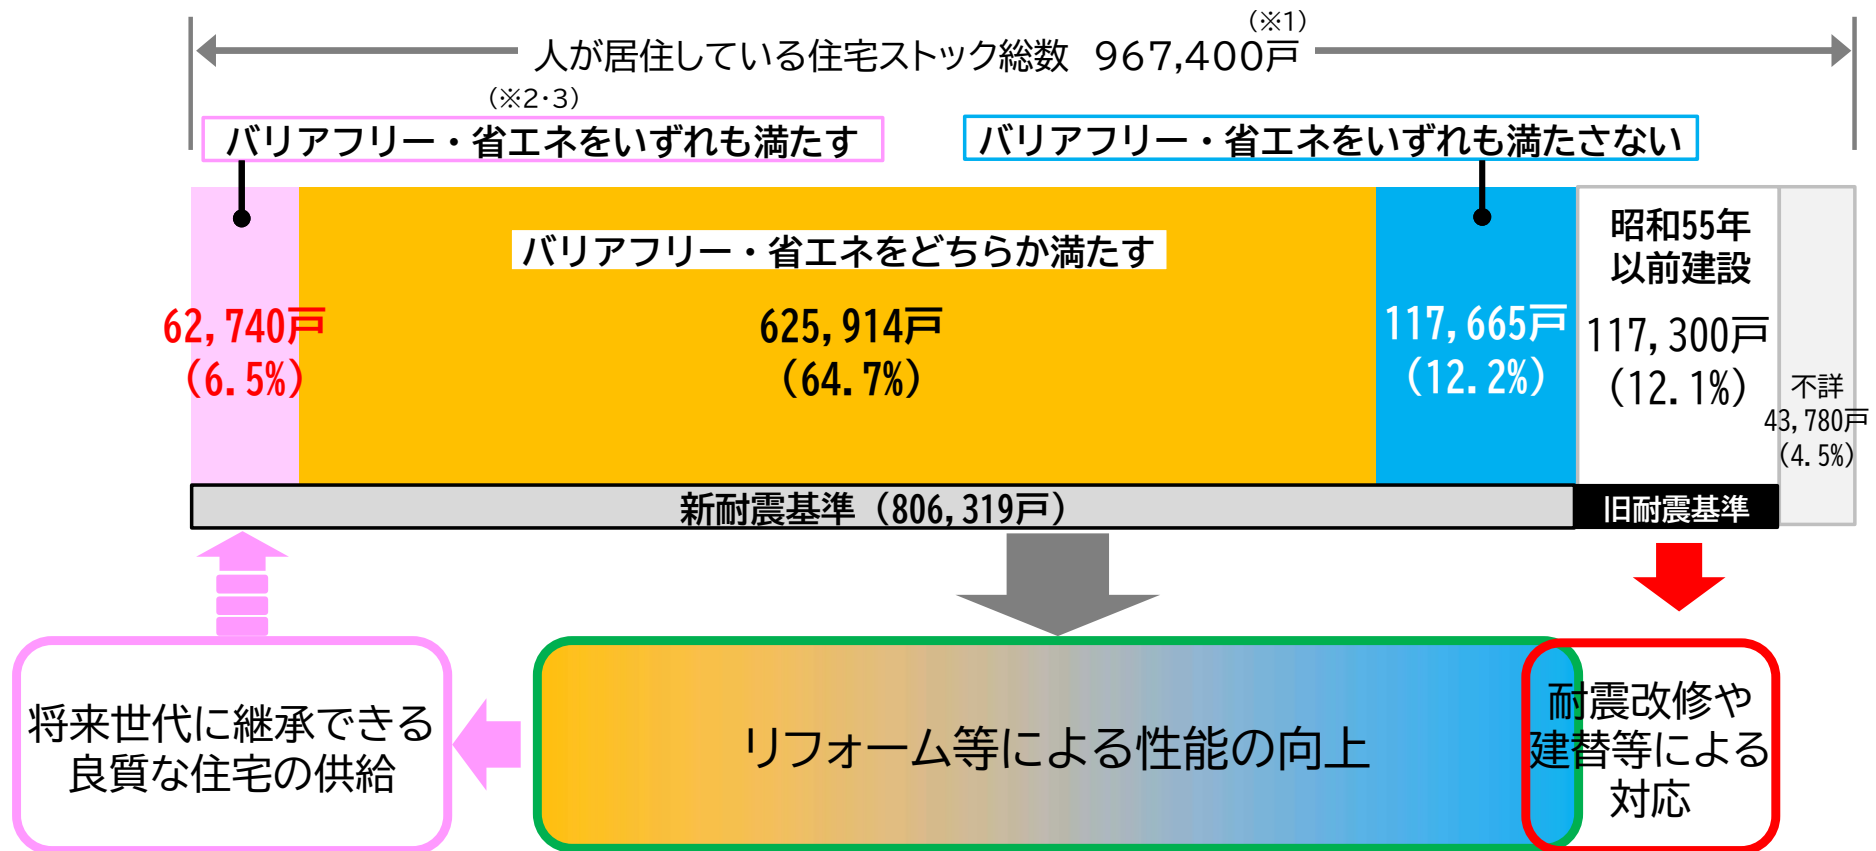 (※1)
人が居住している住宅ストック総数 967,400戸
(※2・3)
バリアフリー・省エネをいずれも満たす
バリアフリー・省エネをいずれも満たさない
バリアフリー・省エネをどちらか満たす
昭和55年
以前建設
62,740戸
(6.5%)
625,914戸
(64.7%)
117,665戸
(12.2%)
117,300戸
(12.1%)
不詳
43,780戸
(4.5%)
新耐震基準（806,319戸）
旧耐震基準
将来世代に継承できる
良質な住宅の供給
リフォーム等による性能の向上
耐震改修や
建替等による
対応